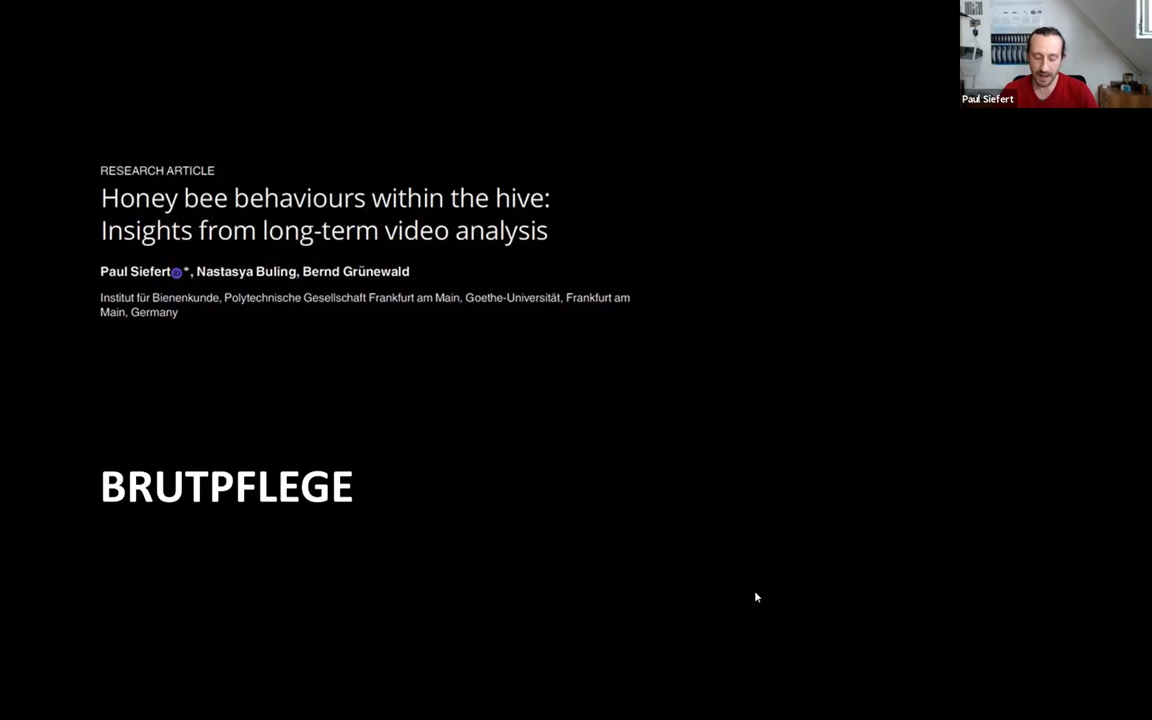 Paul Siefert
RESEARCH ARTICLE
Honey bee behaviours within the hive:
Insights from long-term video analysis
Paul Siefert*, Nastasya Buling, Bernd Grünewald
Institut für Bienenkunde, Polytechnische Gesellschaft Frankfurt am Main, Goethe-Universität, Frankfurt am
Main, Germany
BRUTPFLEGE